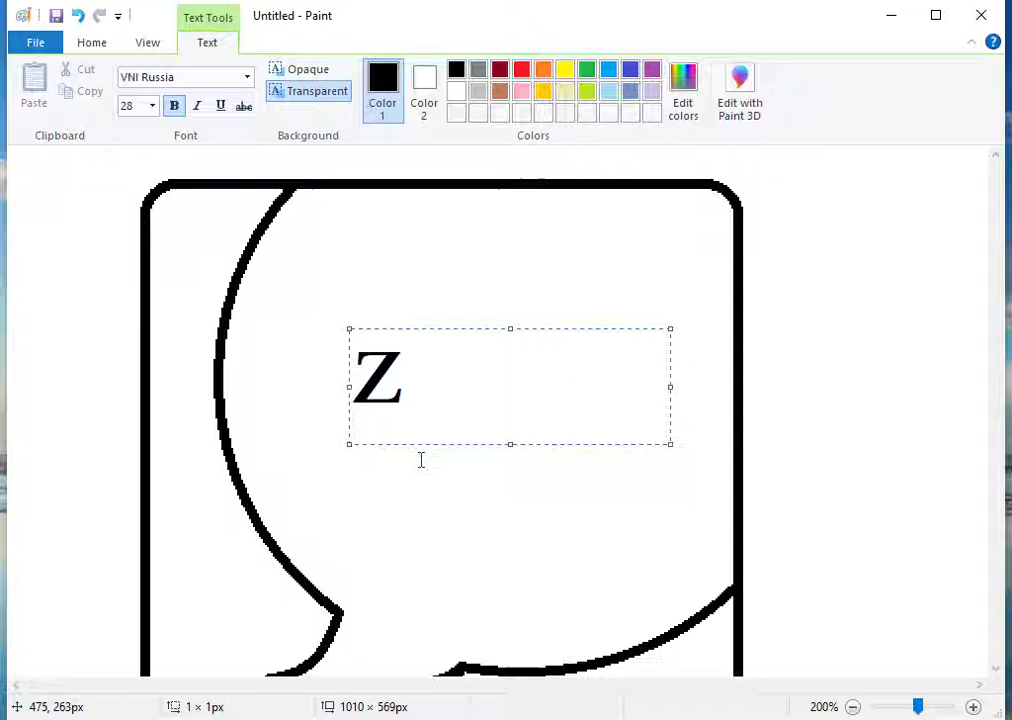 Text Tools
Untitled - Paint
File
Home
View
Text
Paste
Cut
Copy
VNI Russia
28
B
I
U
abc
Opaque
Transparent
Color 1
Color 2
Edit colors
Edit with Paint 3D
Clipboard
Font
Background
Colors
Z
475, 263px
1 × 1px
1010 × 569px
200%